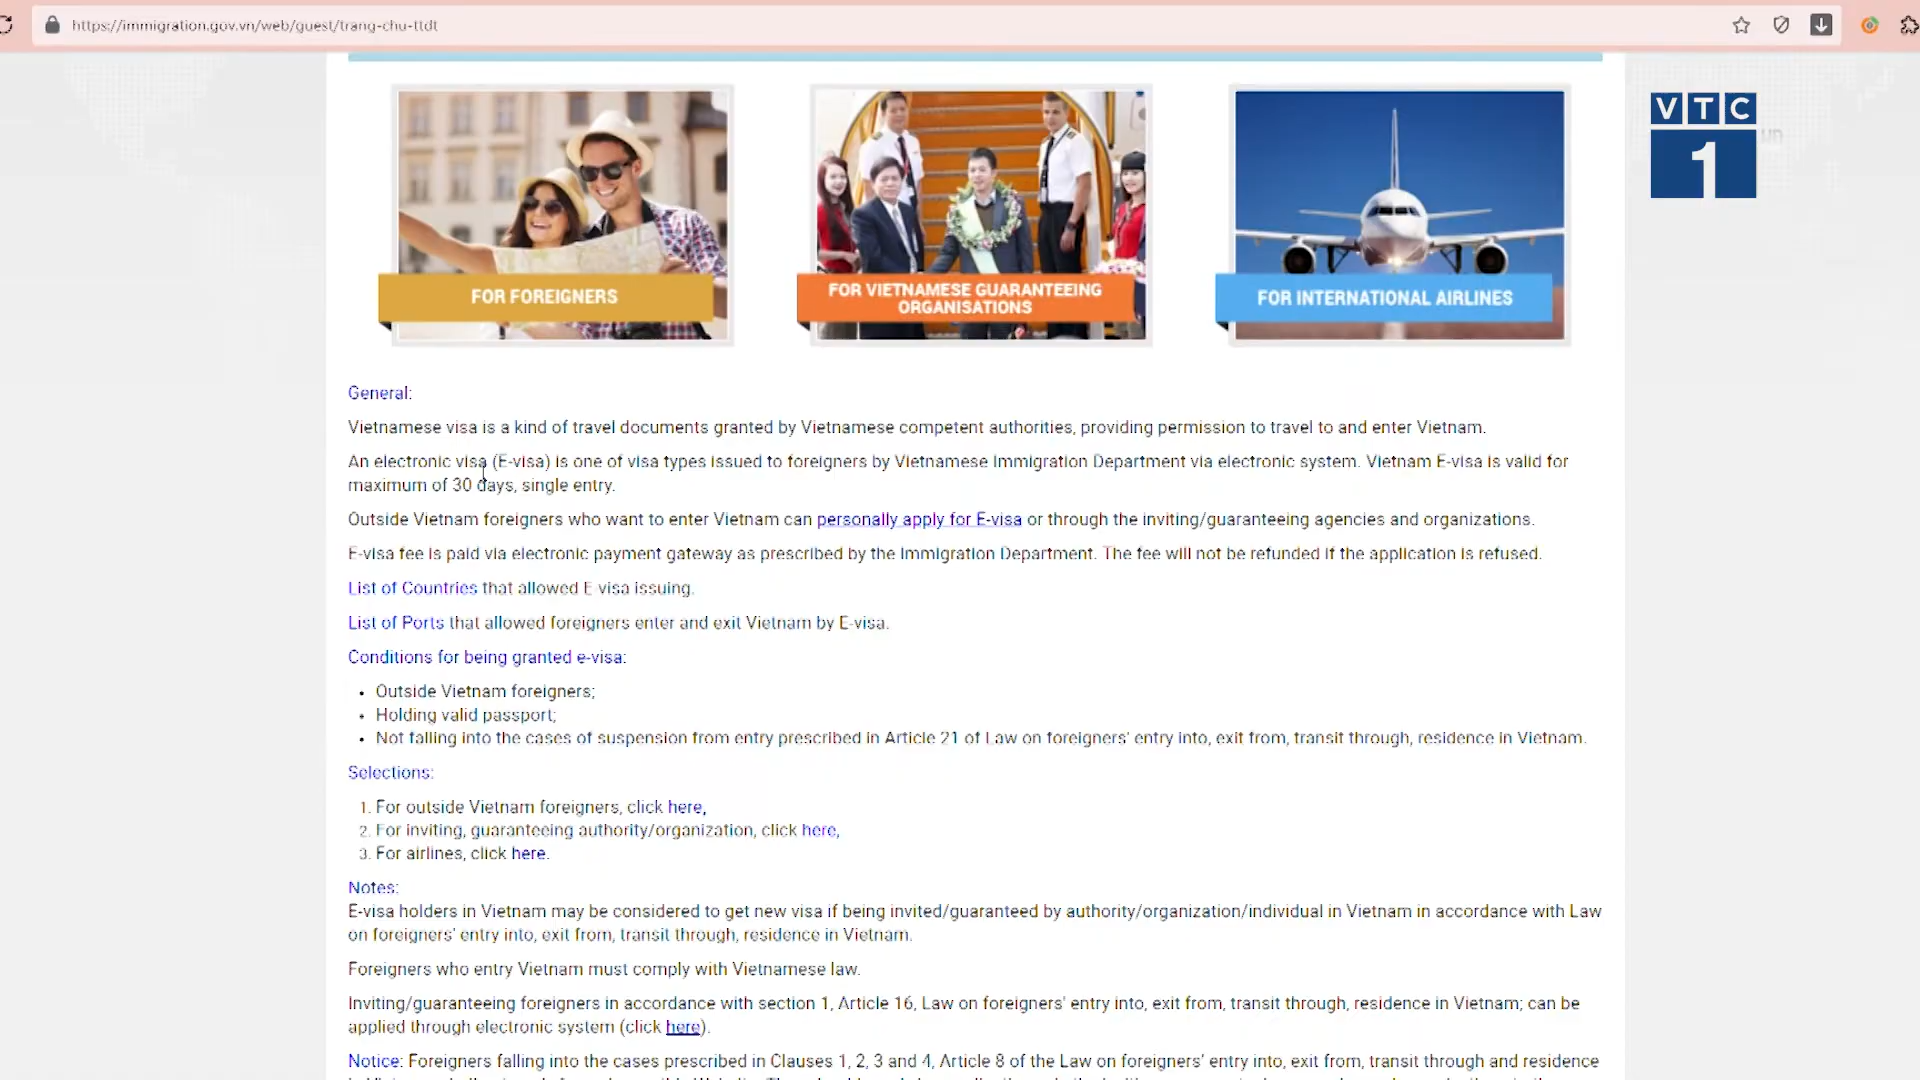 https://immigration.gov.vn/web/guest/trang-chu-ttdt
VTC
1
FOR FOREIGNERS
FOR VIETNAMESE GUARANTEEING
ORGANISATIONS
FOR INTERNATIONAL AIRLINES
General:
Vietnamese visa is a kind of travel documents granted by Vietnamese competent authorities, providing permission to travel to and enter Vietnam.
An electronic visa (E-visa) is one of visa types issued to foreigners by Vietnamese Immigration Department via electronic system. Vietnam E-visa is valid for
maximum of 30 days, single entry.
Outside Vietnam foreigners who want to enter Vietnam can personally apply for E-visa or through the inviting/guaranteeing agencies and organizations.
E-visa fee is paid via electronic payment gateway as prescribed by the Immigration Department. The fee will not be refunded if the application is refused.
List of Countries that allowed E-visa issuing.
List of Ports that allowed foreigners enter and exit Vietnam by E-visa.
Conditions for being granted e-visa:
• Outside Vietnam foreigners;
• Holding valid passport;
• Not falling into the cases of suspension from entry prescribed in Article 21 of Law on foreigners' entry into, exit from, transit through, residence in Vietnam.
Selections:
1. For outside Vietnam foreigners, click here,
2. For inviting, guaranteeing authority/organization, click here,
3. For airlines, click here.
Notes:
E-visa holders in Vietnam may be considered to get new visa if being invited/guaranteed by authority/organization/individual in Vietnam in accordance with Law
on foreigners' entry into, exit from, transit through, residence in Vietnam.
Foreigners who entry Vietnam must comply with Vietnamese law.
Inviting/guaranteeing foreigners in accordance with section 1, Article 16, Law on foreigners' entry into, exit from, transit through, residence in Vietnam; can be
applied through electronic system (click here).
Notice: Foreigners falling into the cases prescribed in Clauses 1, 2, 3 and 4, Article 8 of the Law on foreigners' entry into, exit from, transit through and residence